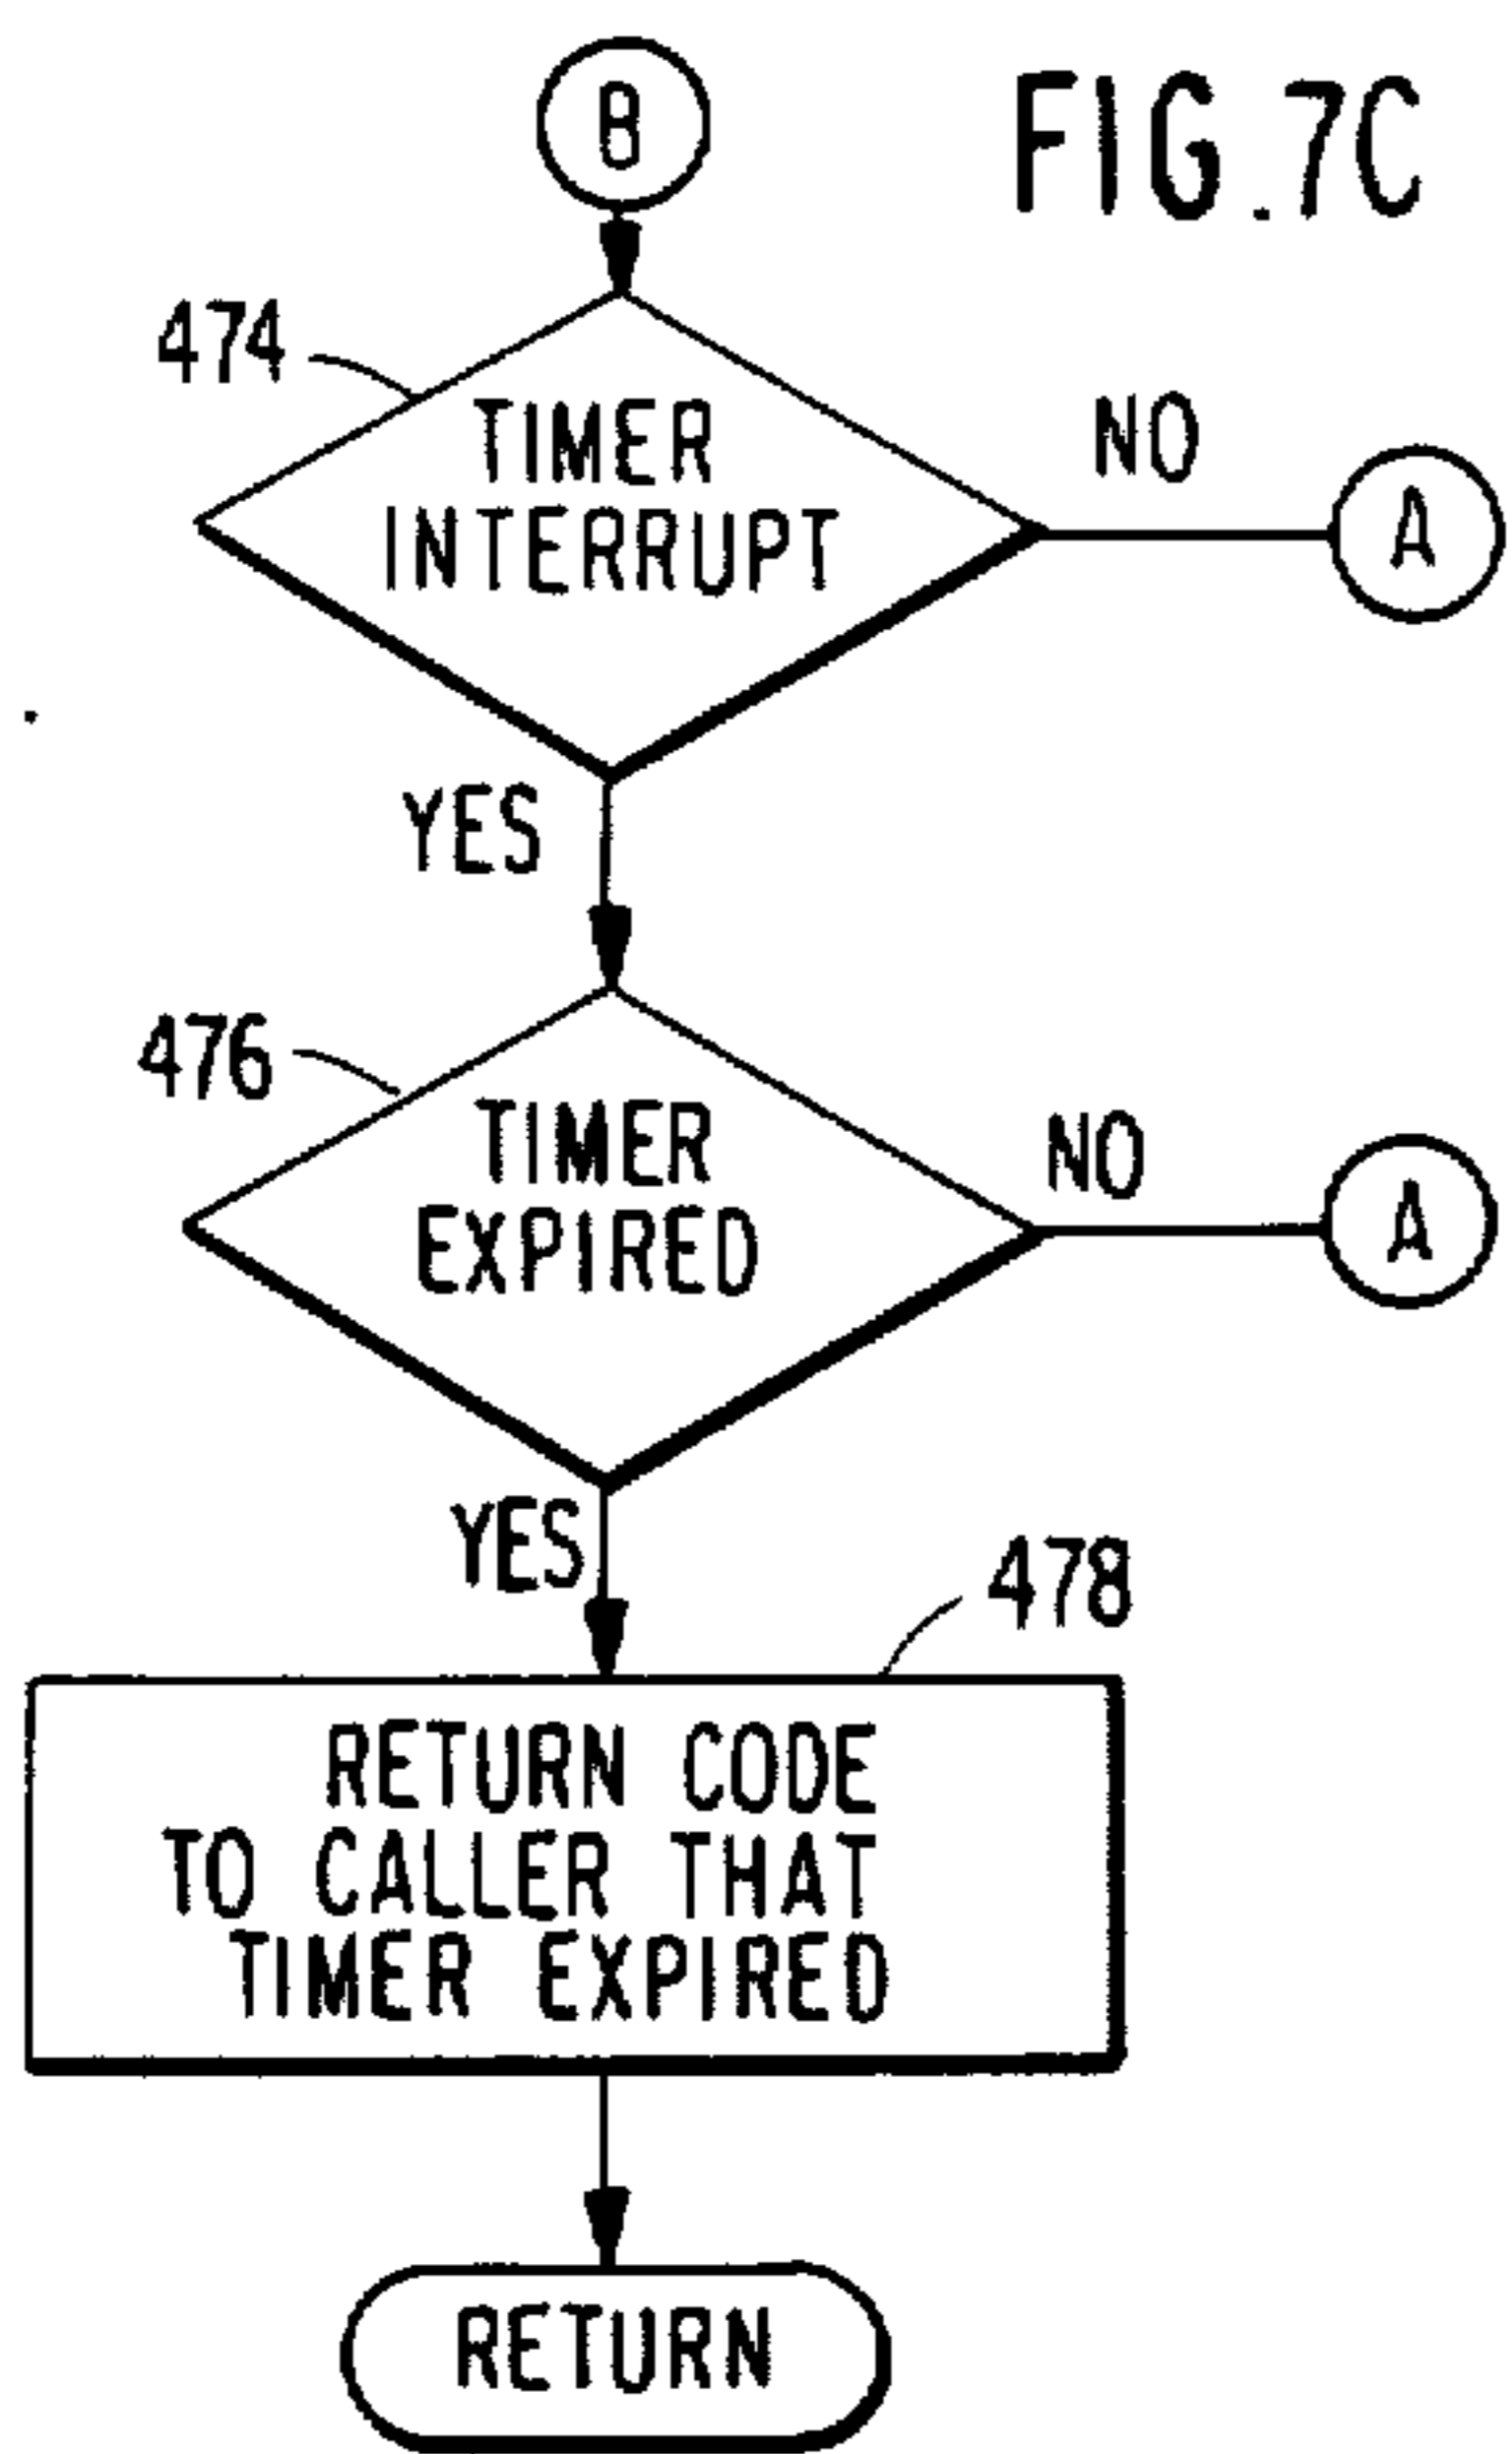 B
FIG. 7C
474
TIMER
INTERRUPT
NO
A
YES
476
TIMER
EXPIRED
NO
A
YES
478
RETURN CODE
TO CALLER THAT
TIMER EXPIRED
RETURN